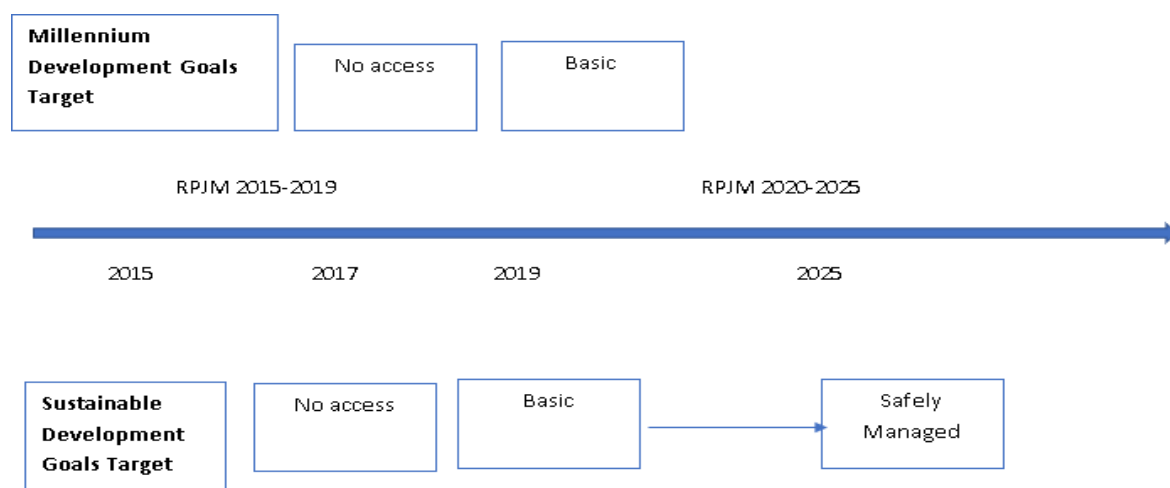 Millennium
Development Goals
Target
No access
Basic
RPJM 2015-2019
RPJM 2020-2025
2015
2017
2019
2025
Sustainable
Development
Goals Target
No access
Basic
Safely
Managed